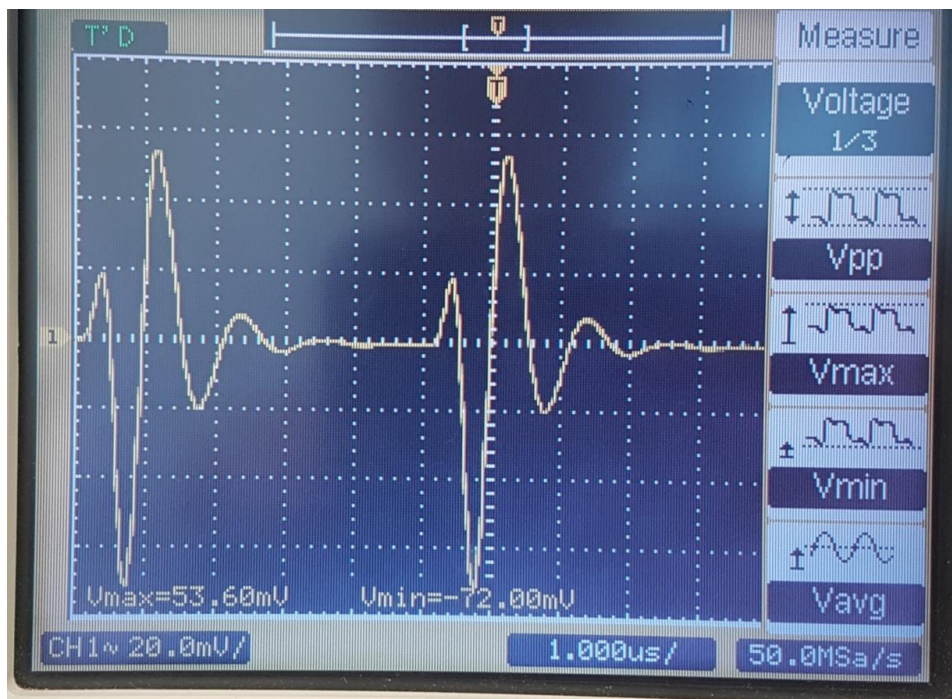 T'D
T
Measure
T
Voltage
1/3
Vpp
1
Vmax
Vmin
Vmax=53.60mV Vmin=-72.00mV
Vavg
CH1~ 20.0mV/ 1.000us/ 50.0MSa/s